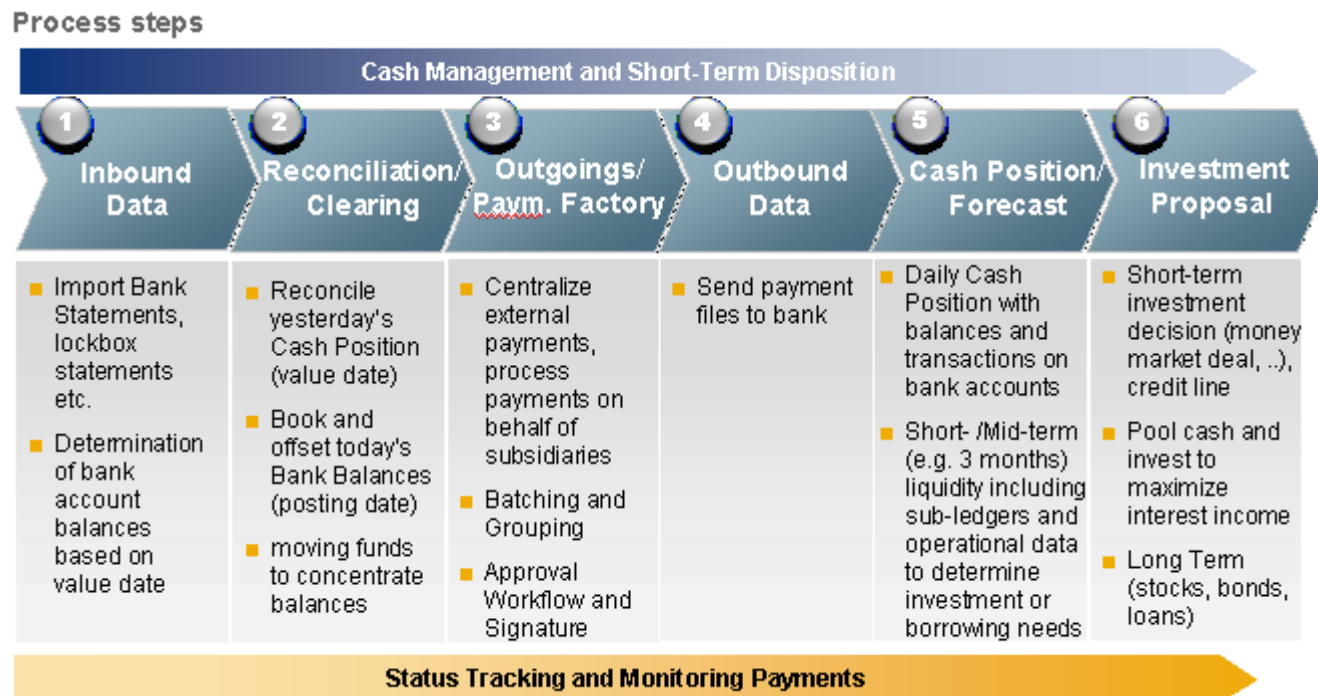 Process steps
Cash Management and Short-Term Disposition
1
Inbound
Data
2
Reconciliation/
Clearing
3
Outgoings/
Paym. Factory
4
Outbound
Data
5
Cash Position/
Forecast
6
Investment
Proposal
Import Bank
Statements,
lockbox
statements
etc.
Determination
of bank
account
balances
based on
value date
Reconcile
yesterday's
Cash Position
(value date)
Book and
offset today's
Bank Balances
(posting date)
moving funds
to concentrate
balances
Centralize
external
payments,
process
payments on
behalf of
subsidiaries
Batching and
Grouping
Approval
Workflow and
Signature
Send payment
files to bank
Daily Cash
Position with
balances and
transactions on
bank accounts
Short- /Mid-term
(e.g. 3 months)
liquidity including
sub-ledgers and
operational data
to determine
investment or
borrowing needs
Short-term
investment
decision (money
market deal, ..),
credit line
Pool cash and
invest to
maximize
interest income
Long Term
(stocks, bonds,
loans)
Status Tracking and Monitoring Payments